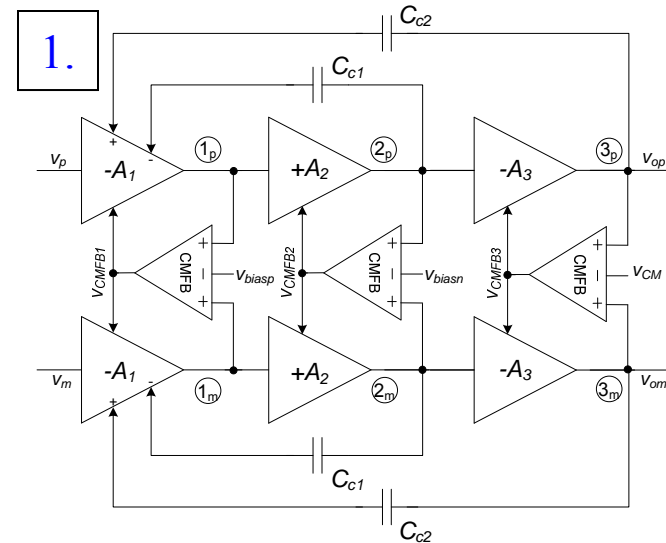 1.
C_c2
C_c1
+ -
v_p -A_1 1_p +A_2 2_p -A_3 3_p v_op
v_CMFB1 CMFB + - + v_biasp v_CMFB2 CMFB + - + v_biasn v_CMFB3 CMFB + - + v_CM
v_m -A_1 1_m +A_2 2_m -A_3 3_m v_om
+ -
C_c1
C_c2